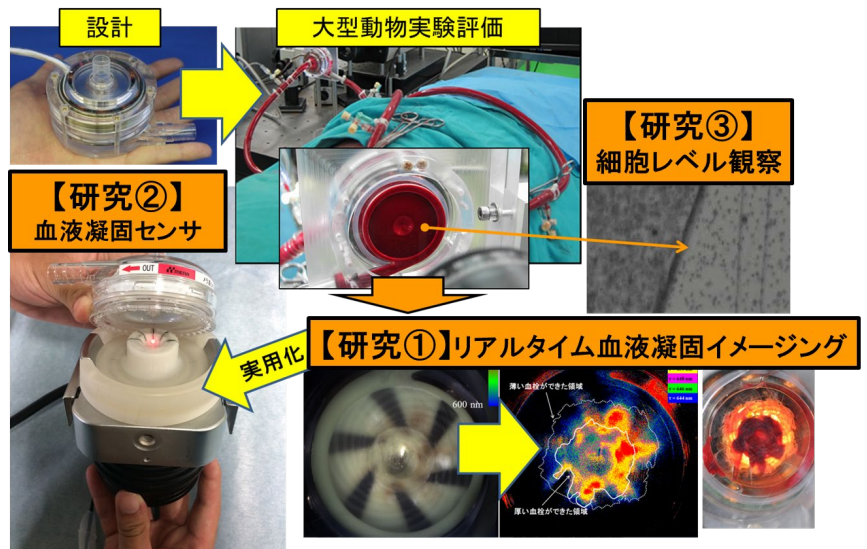 設計
大型動物実験評価
【研究③】
細胞レベル観察
【研究②】
血液凝固センサ
OUT
実用化
【研究①】リアルタイム血液凝固イメージング
600 nm
薄い血栓ができた領域
厚い血栓ができた領域